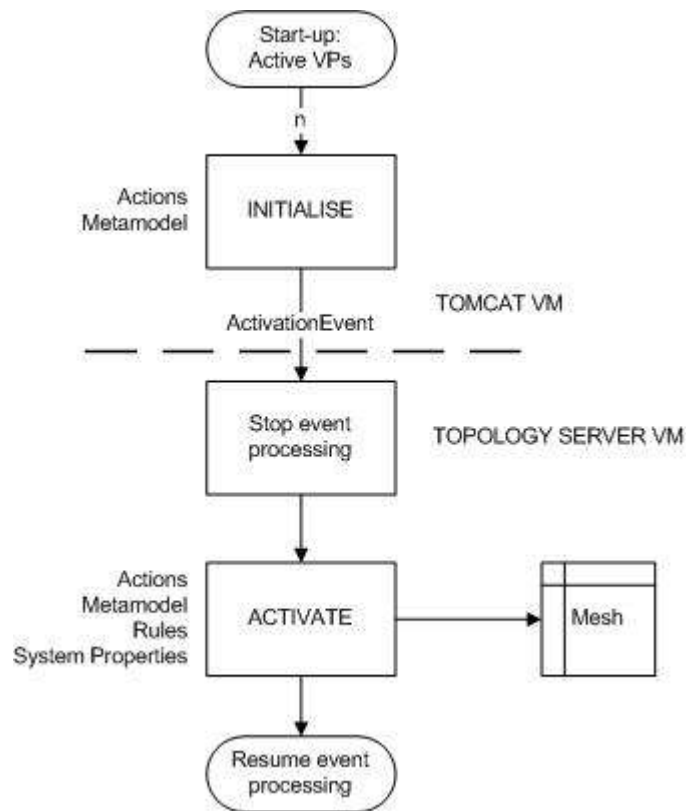 Start-up:
Active VPs
n
Actions
Metamodel
INITIALISE
TOMCAT VM
ActivationEvent
Stop event
processing
TOPOLOGY SERVER VM
Actions
Metamodel
Rules
System Properties
ACTIVATE
Mesh
Resume event
processing